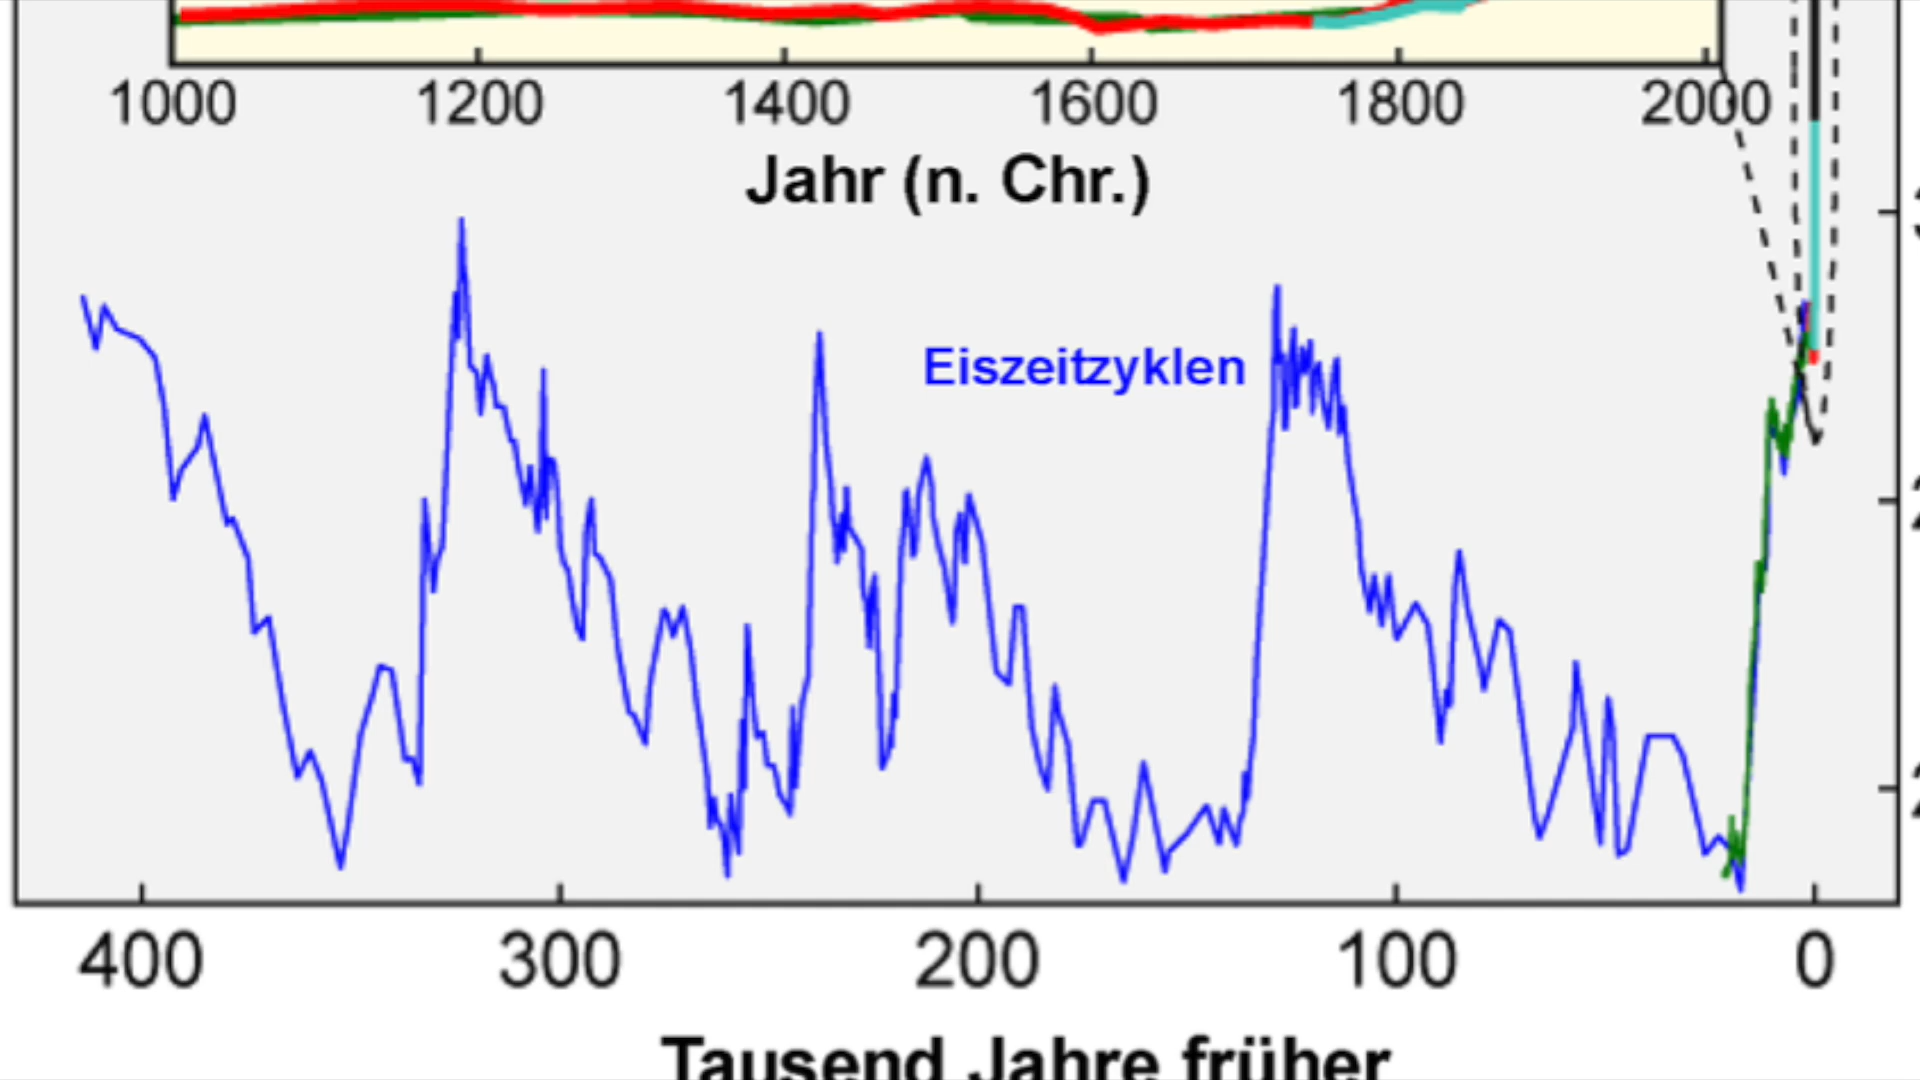 1000 1200 1400 1600 1800 2000
Jahr (n. Chr.)
Eiszeitzyklen
400 300 200 100 0
Tausend Jahre früher